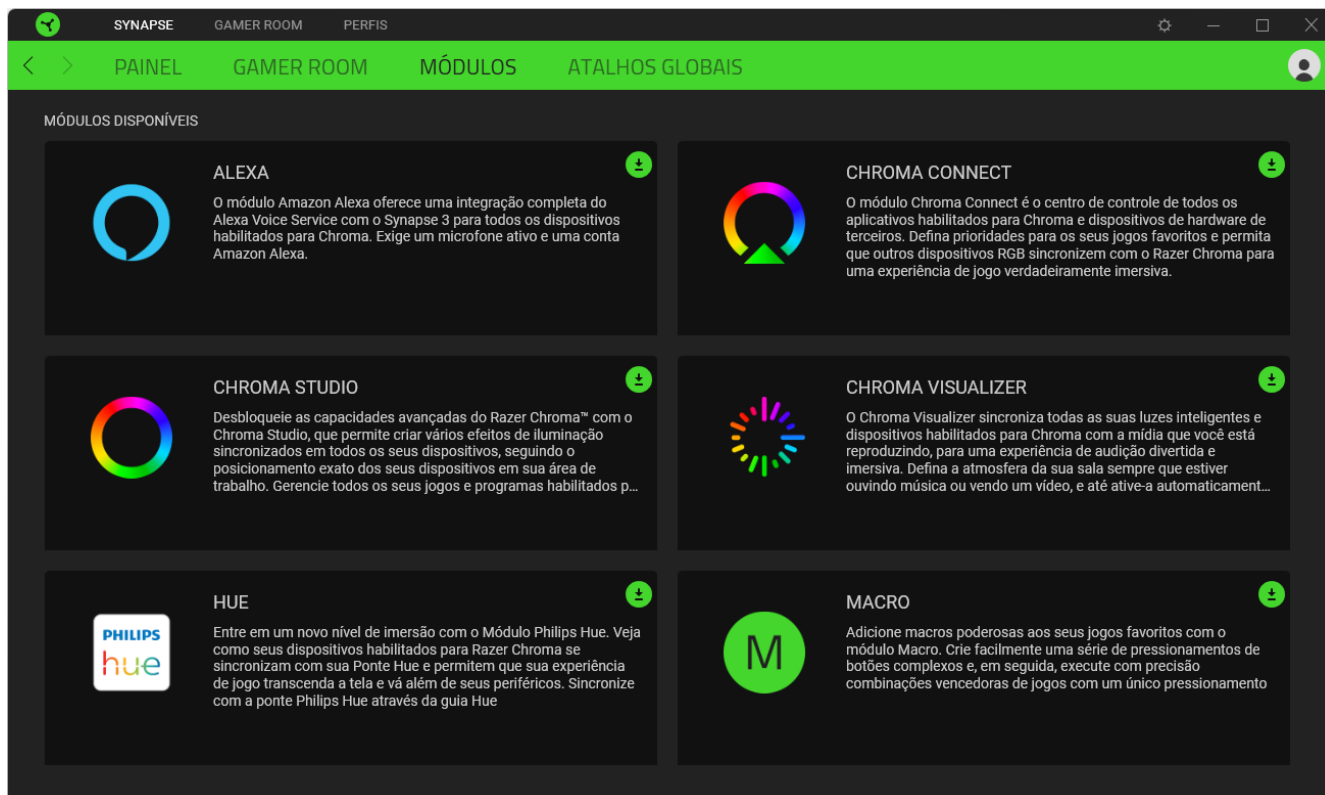 SYNAPSE GAMER ROOM PERFIS
PAINEL GAMER ROOM MÓDULOS ATALHOS GLOBAIS
MÓDULOS DISPONÍVEIS
ALEXA
O módulo Amazon Alexa oferece uma integração completa do
Alexa Voice Service com o Synapse 3 para todos os dispositivos
habilitados para Chroma. Exige um microfone ativo e uma conta
Amazon Alexa.
CHROMA CONNECT
O módulo Chroma Connect é o centro de controle de todos os
aplicativos habilitados para Chroma e dispositivos de hardware de
terceiros. Defina prioridades para os seus jogos favoritos e permita
que outros dispositivos RGB sincronizem com o Razer Chroma para
uma experiência de jogo verdadeiramente imersiva.
CHROMA STUDIO
Desbloqueie as capacidades avançadas do Razer Chroma™ com o
Chroma Studio, que permite criar vários efeitos de iluminação
sincronizados em todos os seus dispositivos, seguindo o
posicionamento exato dos seus dispositivos em sua área de
trabalho. Gerencie todos os seus jogos e programas habilitados p...
CHROMA VISUALIZER
O Chroma Visualizer sincroniza todas as suas luzes inteligentes e
dispositivos habilitados para Chroma com a mídia que você está
reproduzindo, para uma experiência de audição divertida e
imersiva. Defina a atmosfera da sua sala sempre que estiver
ouvindo música ou vendo um vídeo, e até ative-a automaticament...
PHILIPS
hue
HUE
Entre em um novo nível de imersão com o Módulo Philips Hue. Veja
como seus dispositivos habilitados para Razer Chroma se
sincronizam com sua Ponte Hue e permitem que sua experiência
de jogo transcenda a tela e vá além de seus periféricos. Sincronize
com a ponte Philips Hue através da guia Hue
M
MACRO
Adicione macros poderosas aos seus jogos favoritos com o
módulo Macro. Crie facilmente uma série de pressionamentos de
botões complexos e, em seguida, execute com precisão
combinações vencedoras de jogos com um único pressionamento